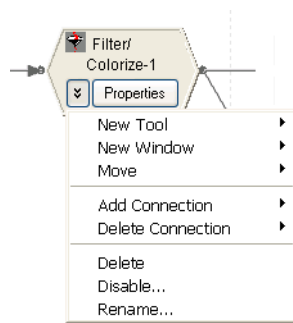 Filter/
Colorize-1
Properties
New Tool
New Window
Move
Add Connection
Delete Connection
Delete
Disable...
Rename...